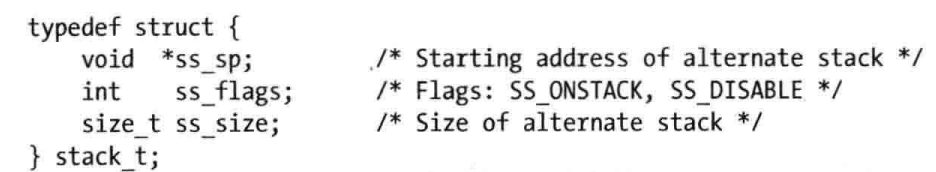 typedef struct {
    void  *ss_sp;         /* Starting address of alternate stack */
    int    ss_flags;      /* Flags: SS_ONSTACK, SS_DISABLE */
    size_t ss_size;       /* Size of alternate stack */
} stack_t;